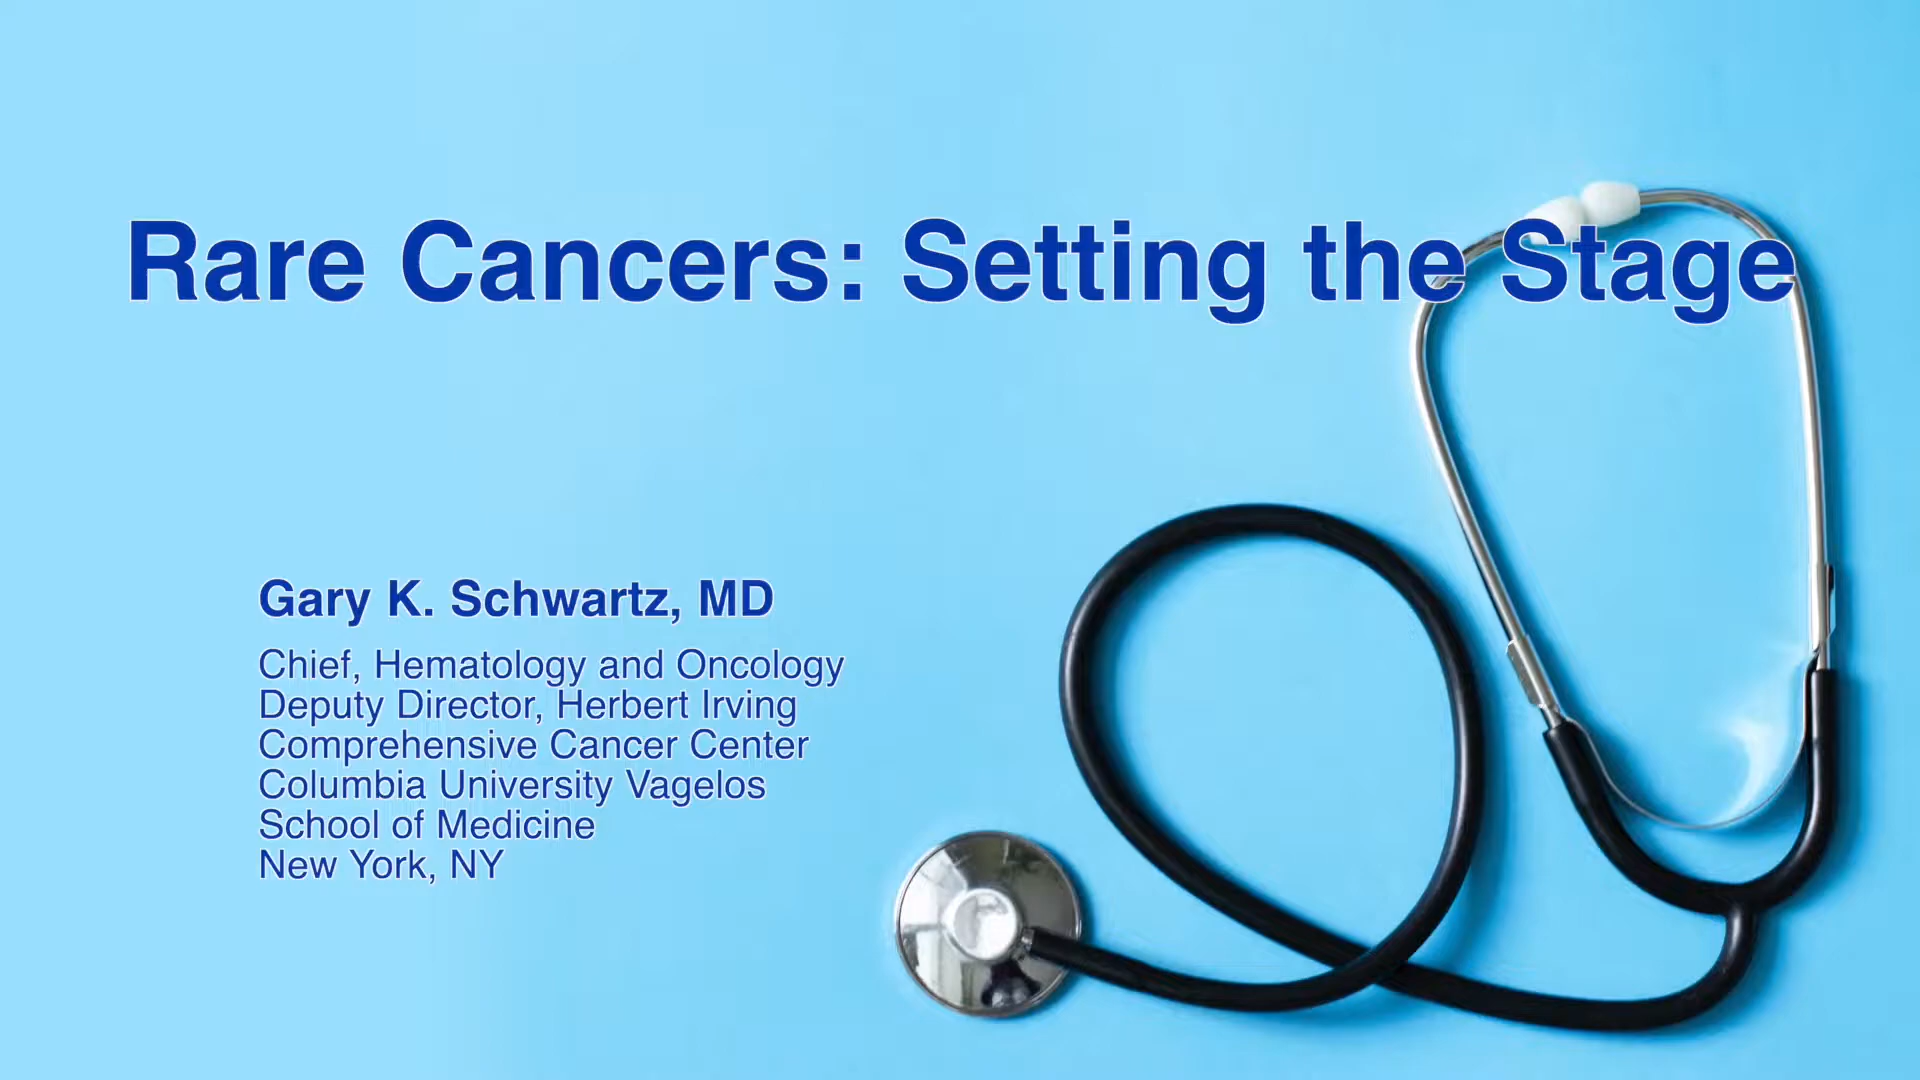 Rare Cancers: Setting the Stage
Gary K. Schwartz, MD
Chief, Hematology and Oncology
Deputy Director, Herbert Irving
Comprehensive Cancer Center
Columbia University Vagelos
School of Medicine
New York, NY